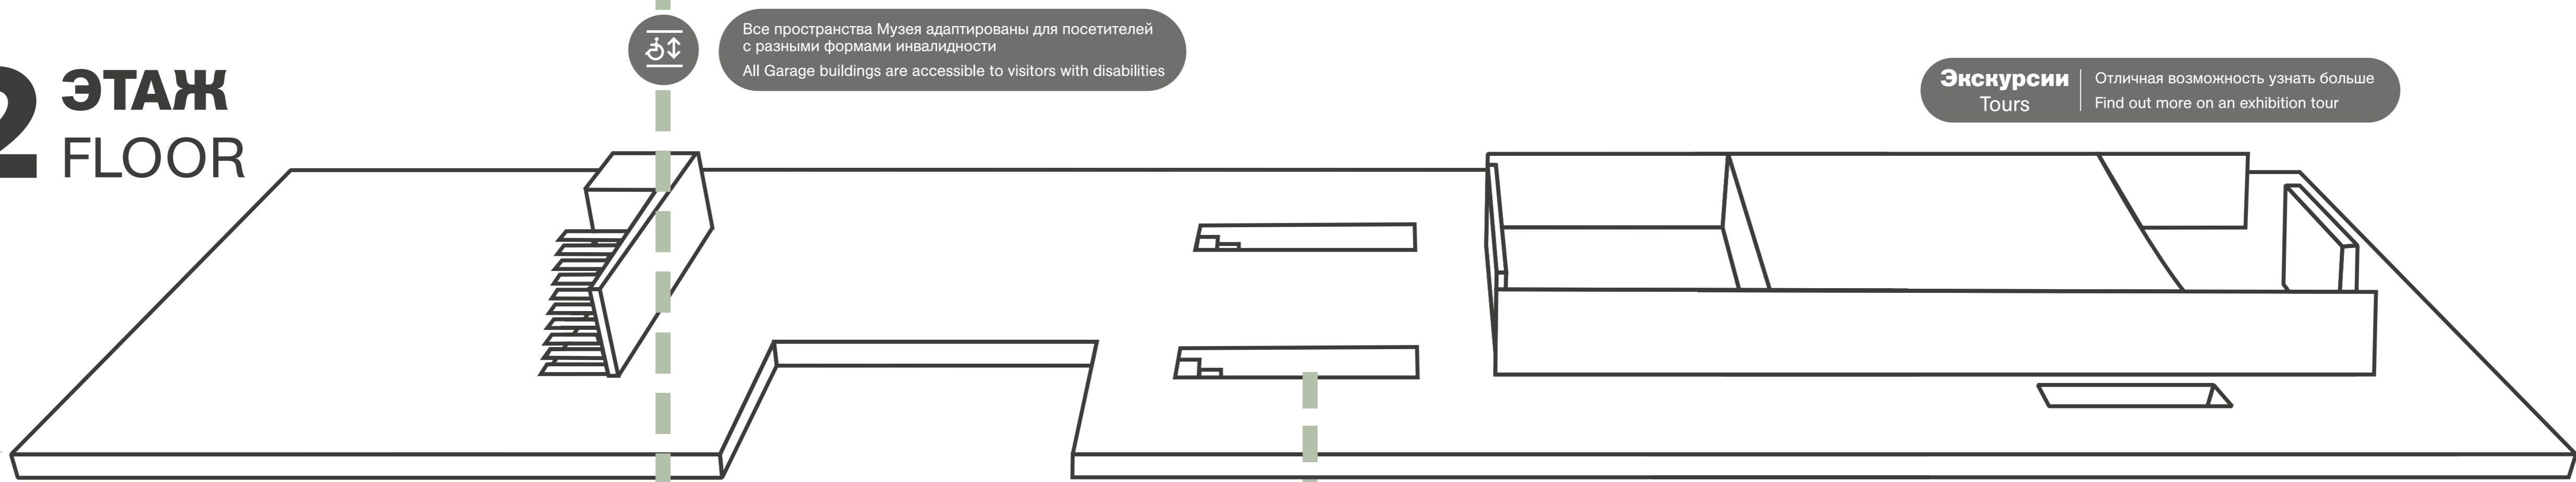 2
ЭТАЖ
FLOOR
Все пространства Музея адаптированы для посетителей
с разными формами инвалидности
All Garage buildings are accessible to visitors with disabilities
Экскурсии
Tours
Отличная возможность узнать больше
Find out more on an exhibition tour